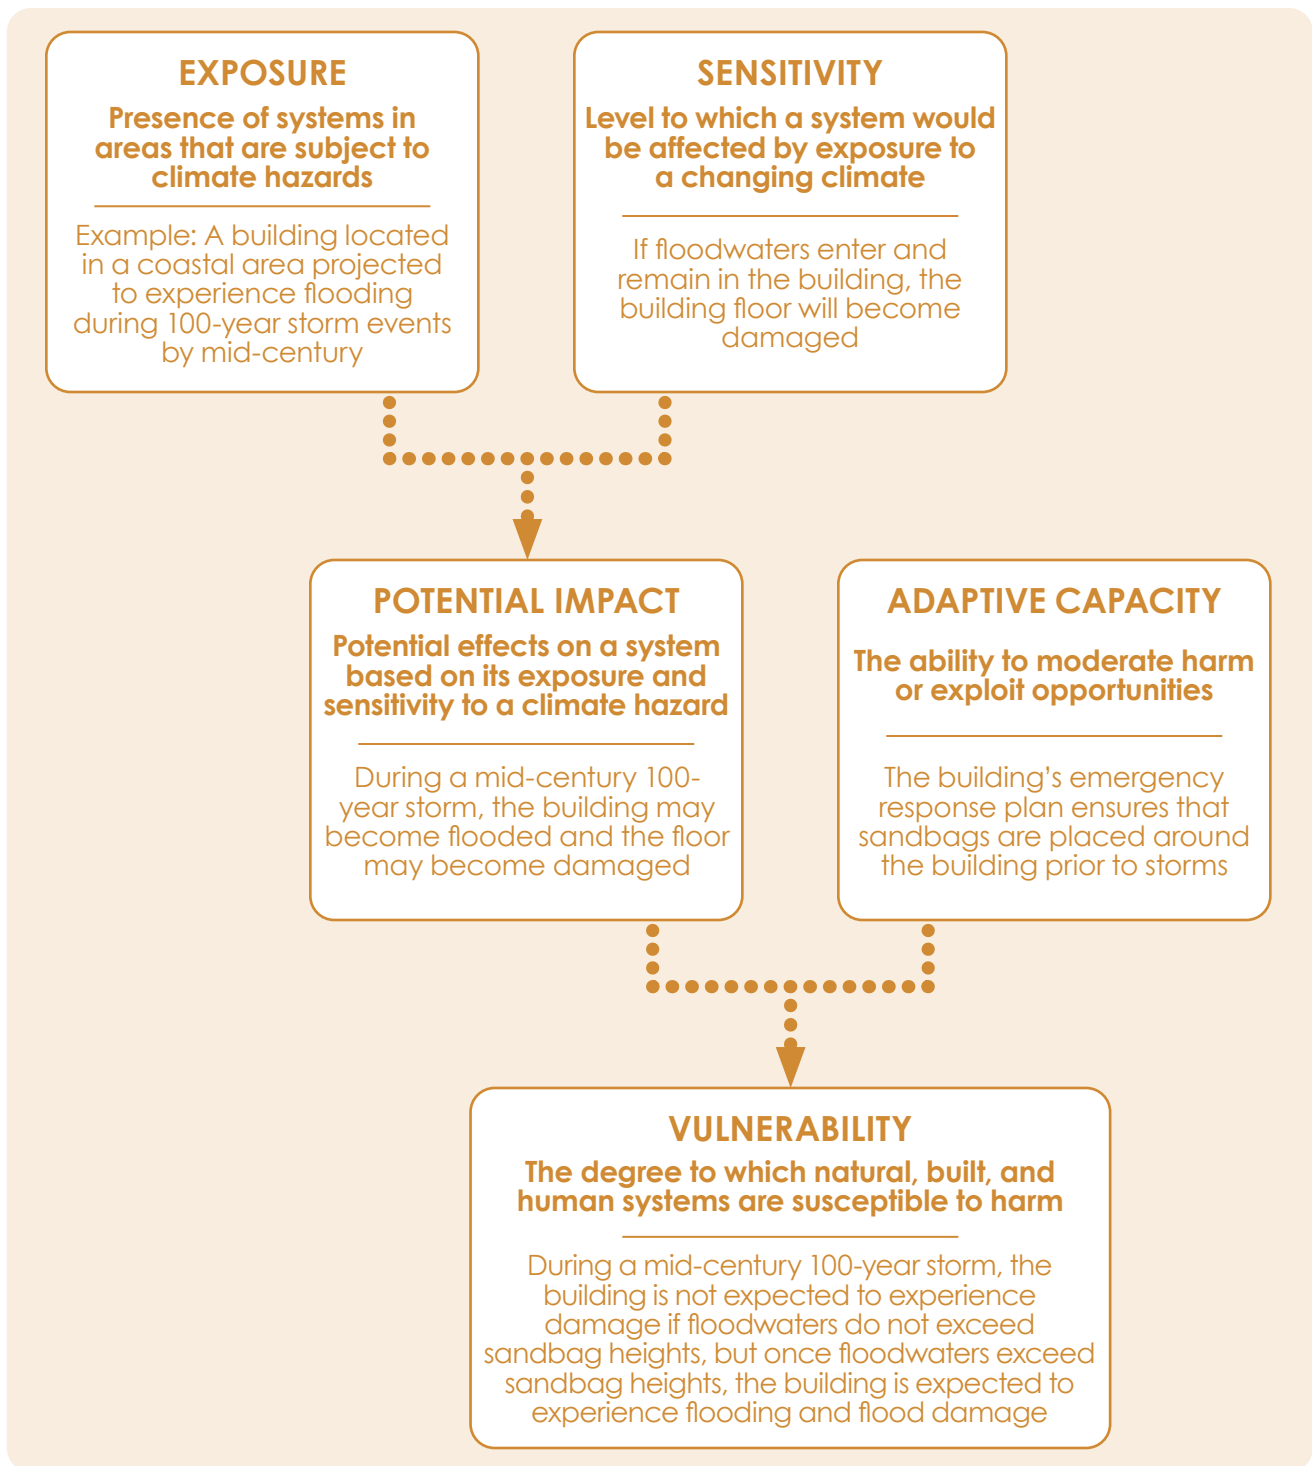 EXPOSURE
Presence of systems in
areas that are subject to
climate hazards
Example: A building located
in a coastal area projected
to experience flooding
during 100-year storm events
by mid-century
SENSITIVITY
Level to which a system would
be affected by exposure to
a changing climate
If floodwaters enter and
remain in the building, the
building floor will become
damaged
POTENTIAL IMPACT
Potential effects on a system
based on its exposure and
sensitivity to a climate hazard
During a mid-century 100-
year storm, the building may
become flooded and the floor
may become damaged
ADAPTIVE CAPACITY
The ability to moderate harm
or exploit opportunities
The building’s emergency
response plan ensures that
sandbags are placed around
the building prior to storms
VULNERABILITY
The degree to which natural, built, and
human systems are susceptible to harm
During a mid-century 100-year storm, the
building is not expected to experience
damage if floodwaters do not exceed
sandbag heights, but once floodwaters exceed
sandbag heights, the building is expected to
experience flooding and flood damage